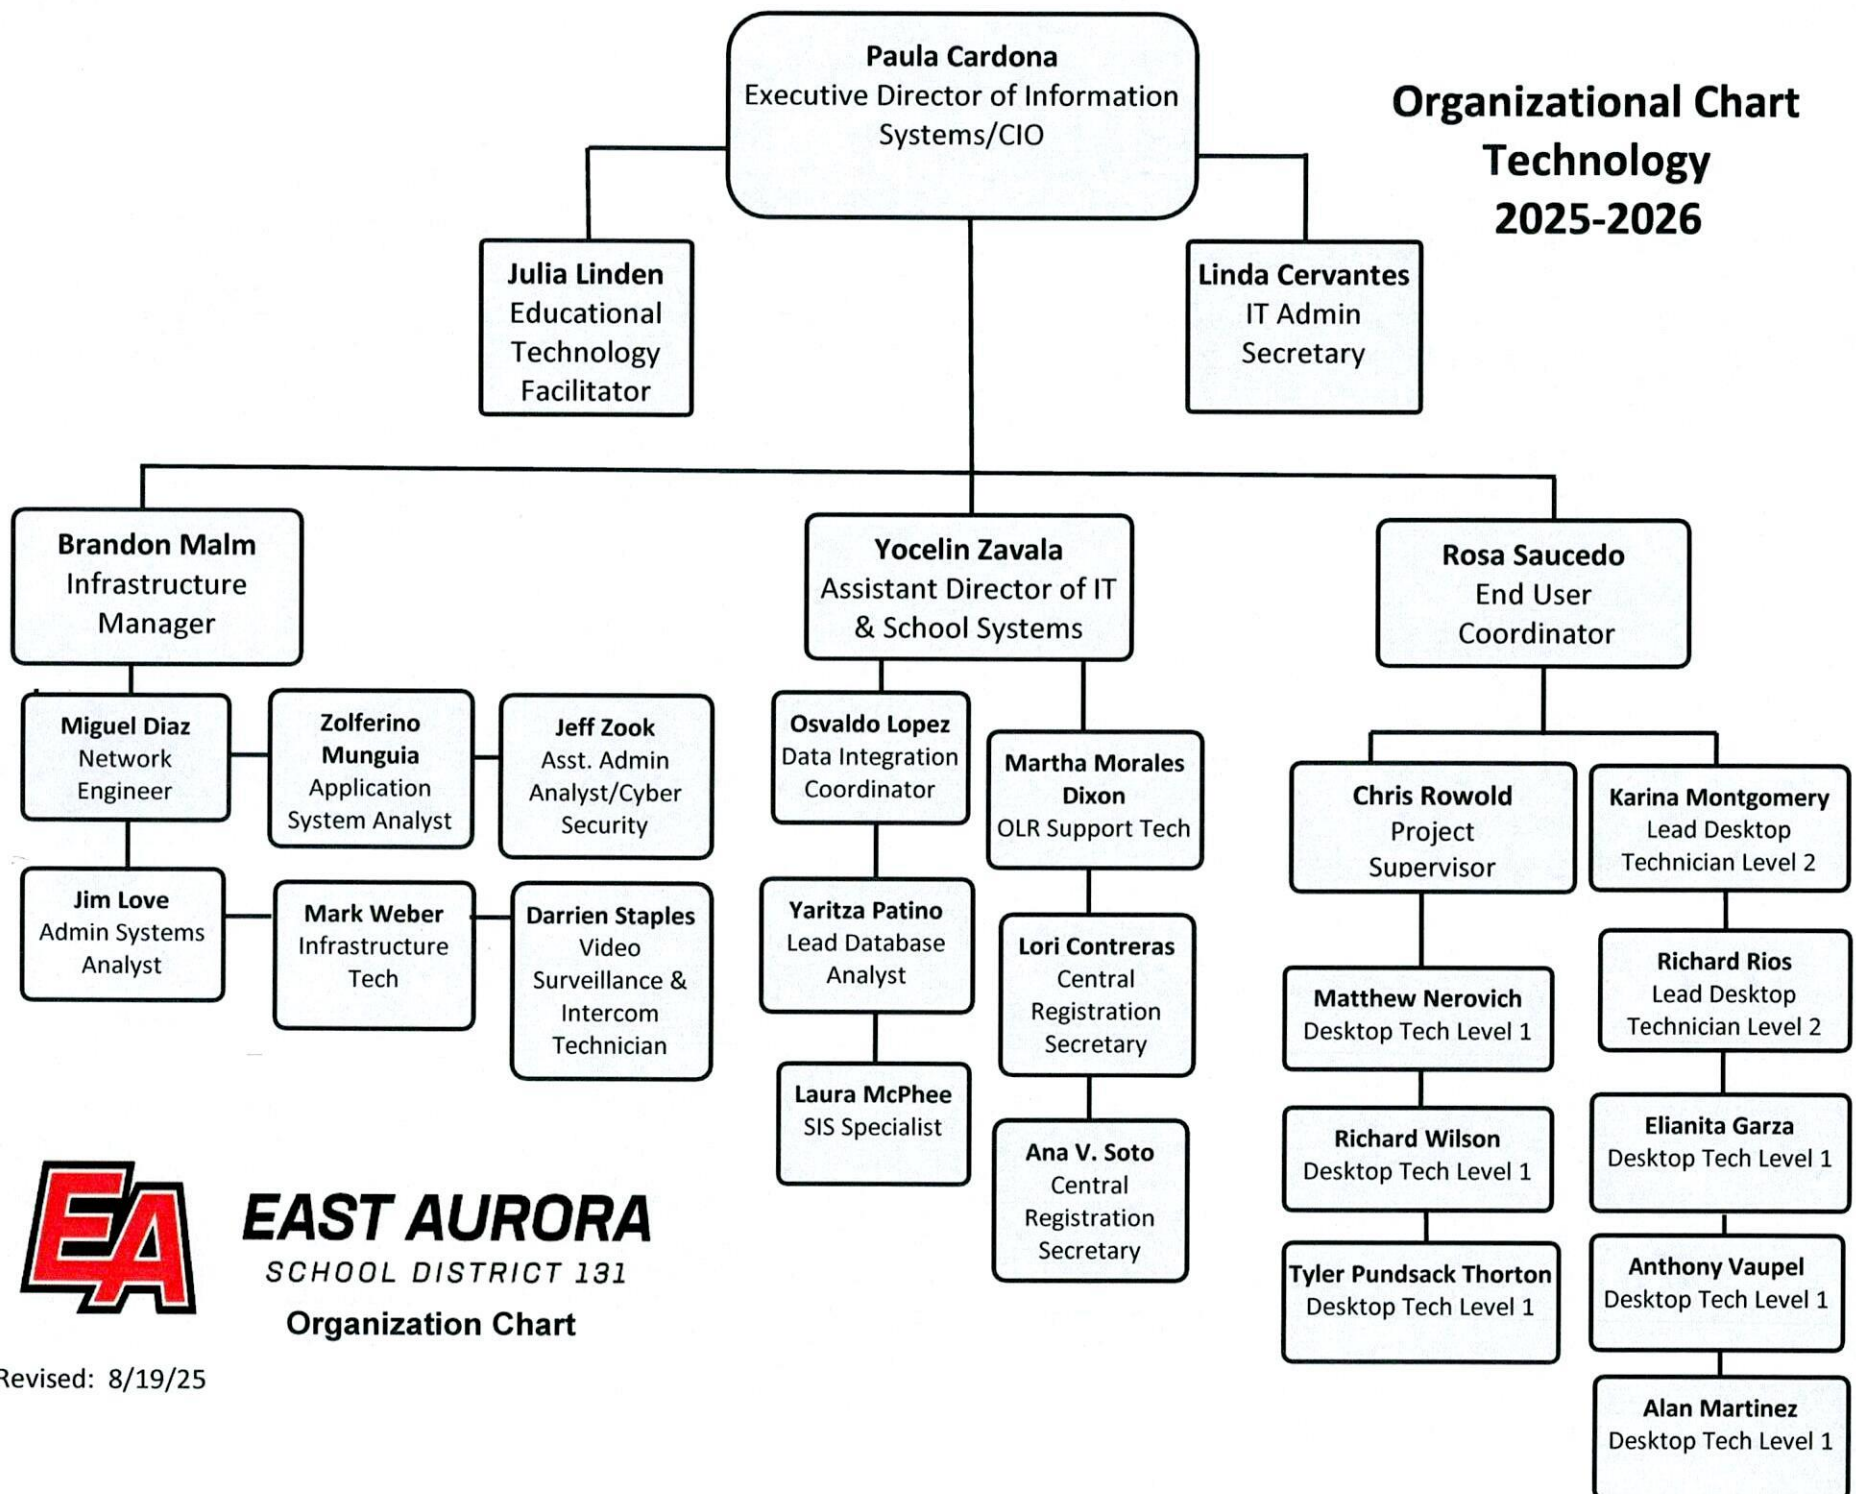 Paula Cardona
Executive Director of Information
Systems/CIO
Organizational Chart
Technology
2025-2026
Julia Linden
Educational
Technology
Facilitator
Linda Cervantes
IT Admin
Secretary
Brandon Malm
Infrastructure
Manager
Yocelin Zavala
Assistant Director of IT
& School Systems
Rosa Saucedo
End User
Coordinator
Miguel Diaz
Network
Engineer
Zolferino
Munguia
Application
System Analyst
Jeff Zook
Asst. Admin
Analyst/Cyber
Security
Jim Love
Admin Systems
Analyst
Mark Weber
Infrastructure
Tech
Darrien Staples
Video
Surveillance &
Intercom
Technician
Osvaldo Lopez
Data Integration
Coordinator
Yaritza Patino
Lead Database
Analyst
Laura McPhee
SIS Specialist
Martha Morales
Dixon
OLR Support Tech
Lori Contreras
Central
Registration
Secretary
Ana V. Soto
Central
Registration
Secretary
Chris Rowold
Project
Supervisor
Matthew Nerovich
Desktop Tech Level 1
Richard Wilson
Desktop Tech Level 1
Tyler Pundsack Thorton
Desktop Tech Level 1
Karina Montgomery
Lead Desktop
Technician Level 2
Richard Rios
Lead Desktop
Technician Level 2
Elianita Garza
Desktop Tech Level 1
Anthony Vaupel
Desktop Tech Level 1
Alan Martinez
Desktop Tech Level 1
EA
EAST AURORA
SCHOOL DISTRICT 131
Organization Chart
Revised: 8/19/25